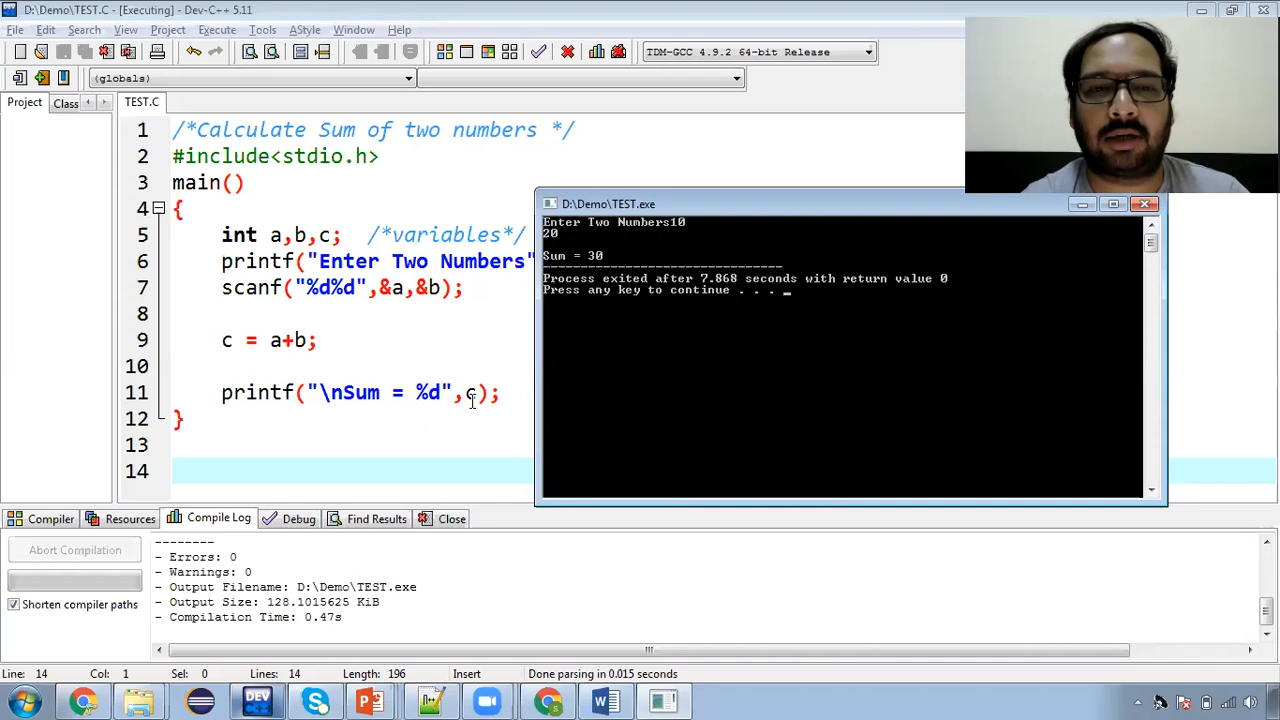 D:\Demo\TEST.C - [Executing] - Dev-C++ 5.11
File Edit Search View Project Execute Tools AStyle Window Help
TDM-GCC 4.9.2 64-bit Release
(globals)
Project Class TEST.C
1 /*Calculate Sum of two numbers */
2 #include<stdio.h>
3 main()
4 {
5 int a,b,c; /*variables*/
6 printf("Enter Two Numbers"
7 scanf("%d%d",&a,&b);
9 c = a+b;
10
11 printf("\nSum = %d",c);
12 }
13
14
D:\Demo\TEST.exe
Enter Two Numbers10
20
Sum = 30
--------------------------------
Process exited after 7.868 seconds with return value 0
Press any key to continue . . . _
Compiler Resources Compile Log Debug Find Results Close
Abort Compilation
Shorten compiler paths
--------
- Errors: 0
- Warnings: 0
- Output Filename: D:\Demo\TEST.exe
- Output Size: 128.1015625 KiB
- Compilation Time: 0.47s
Line: 14 Col: 1 Sel: 0 Lines: 14 Length: 196 Insert Done parsing in 0.015 seconds
DEV